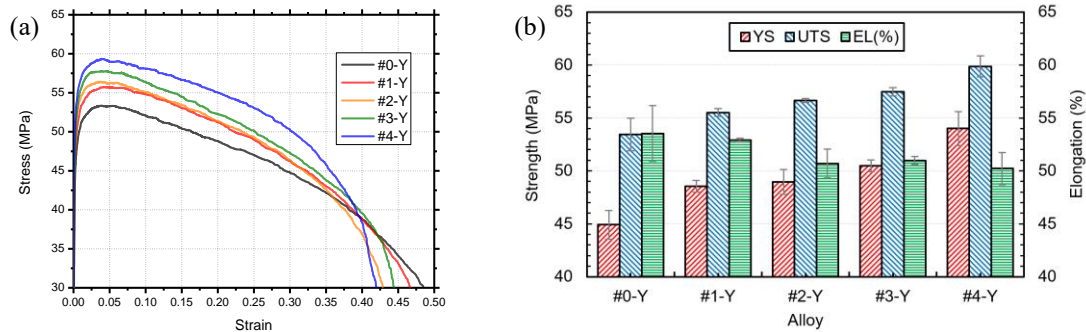 (a)
65
60
55
50
45
40
35
30
Stress (MPa)
0.00 0.05 0.10 0.15 0.20 0.25 0.30 0.35 0.40 0.45 0.50
Strain
#0-Y
#1-Y
#2-Y
#3-Y
#4-Y
(b)
65
60
55
50
45
40
Strength (MPa)
YS UTS EL(%)
65
60
55
50
45
40
Elongation (%)
#0-Y #1-Y #2-Y #3-Y #4-Y
Alloy